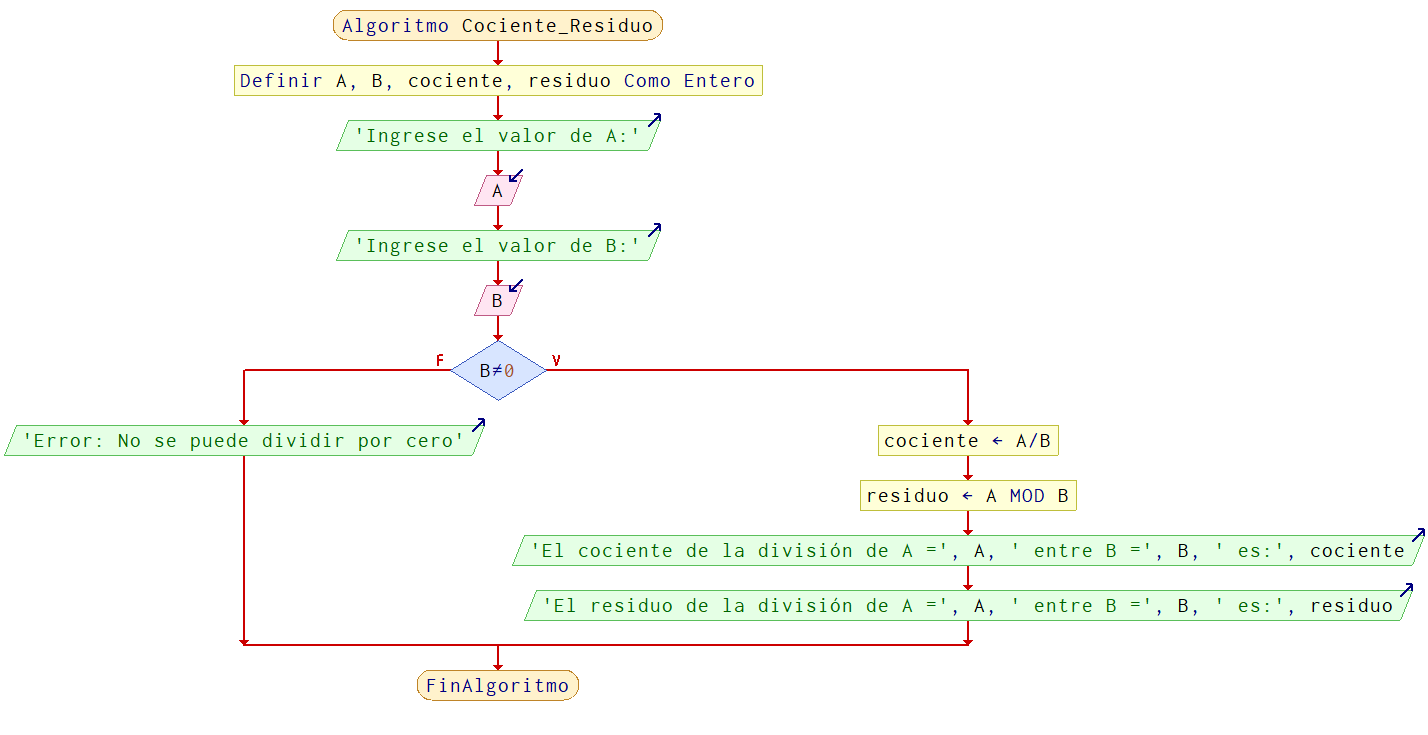 Algoritmo Cociente_Residuo
Definir A, B, cociente, residuo Como Entero
'Ingrese el valor de A:'
A
'Ingrese el valor de B:'
B
F
V
B≠0
'Error: No se puede dividir por cero'
cociente ← A/B
residuo ← A MOD B
'El cociente de la división de A =', A, ' entre B =', B, ' es:', cociente
'El residuo de la división de A =', A, ' entre B =', B, ' es:', residuo
FinAlgoritmo